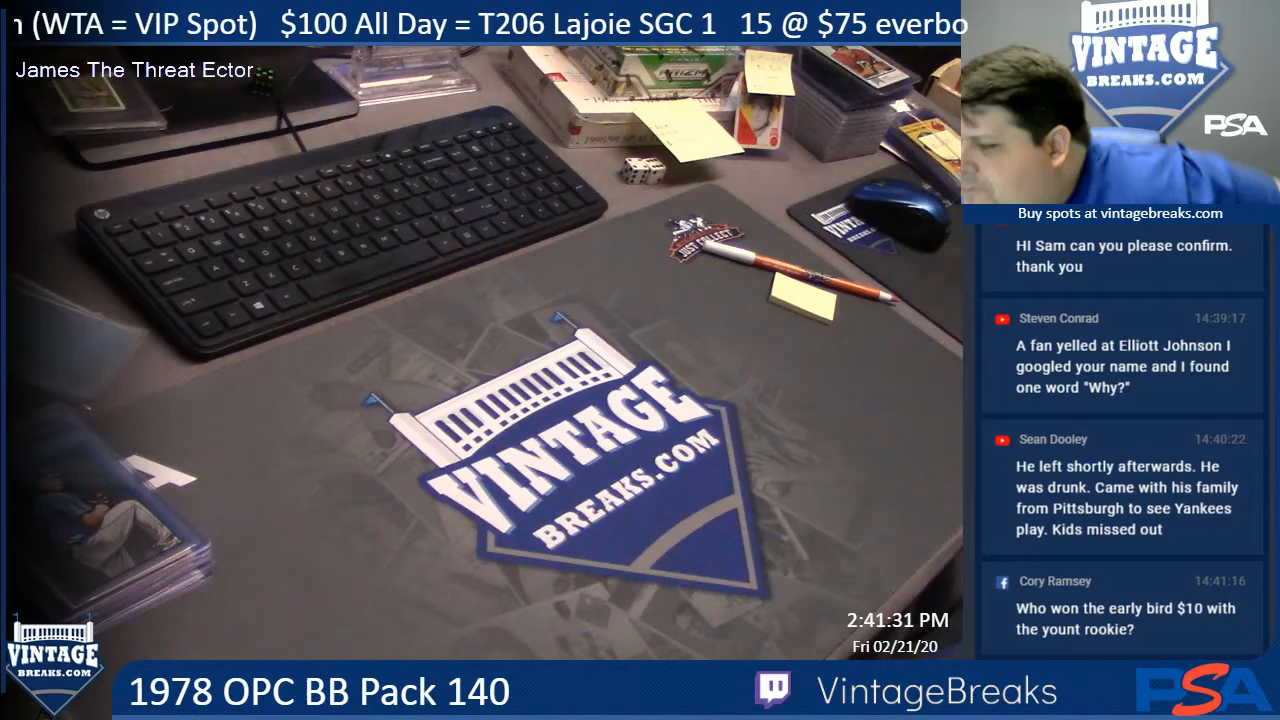 n (WTA = VIP Spot) $100 All Day = T206 Lajoie SGC 1 15 @ $75 everbo
James The Threat Ector
VINTAGE
BREAKS.COM
PSA
Buy spots at vintagebreaks.com
HI Sam can you please confirm.
thank you
Steven Conrad 14:39:17
A fan yelled at Elliott Johnson I
googled your name and I found
one word "Why?"
Sean Dooley 14:40:22
He left shortly afterwards. He
was drunk. Came with his family
from Pittsburgh to see Yankees
play. Kids missed out
Cory Ramsey 14:41:16
Who won the early bird $10 with
the yount rookie?
PRIZM
hp
JUST COLLECT
VINTAGE
VINTAGE
BREAKS.COM
A
2:41:31 PM
Fri 02/21/20
VINTAGE
BREAKS.COM
1978 OPC BB Pack 140
VintageBreaks
PSA